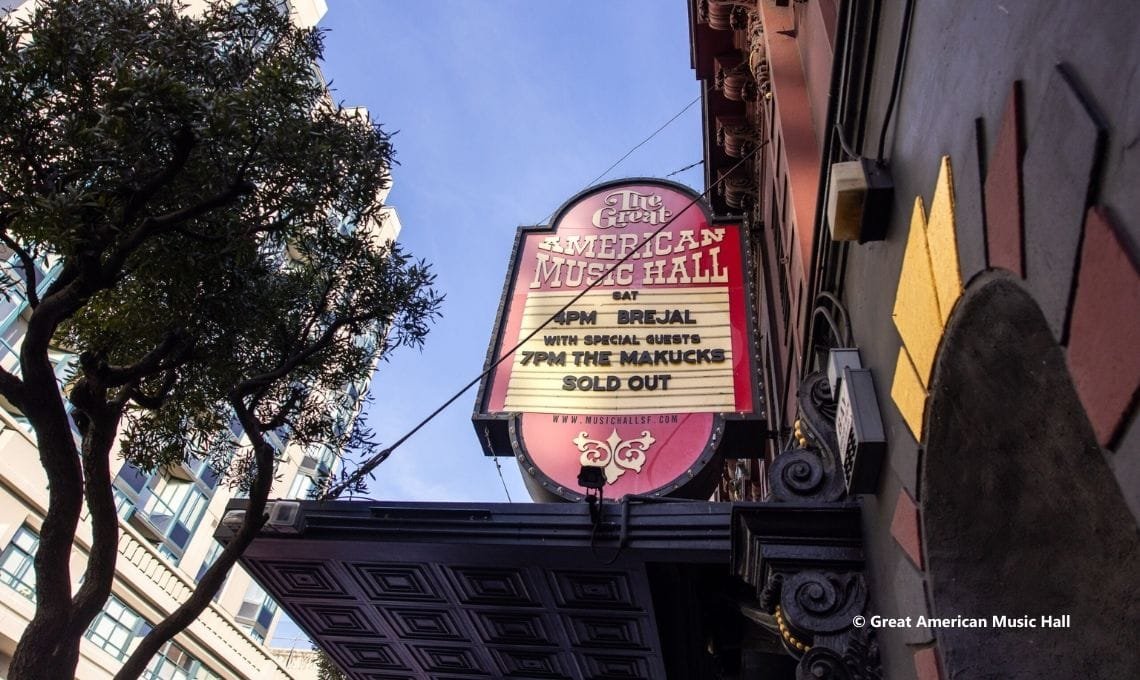 The
Great
AMERICAN
MUSIC HALL
SAT
4PM BREJAL
WITH SPECIAL GUESTS
7PM THE MAKUCKS
SOLD OUT
WWW.MUSICHALLSF.COM
© Great American Music Hall